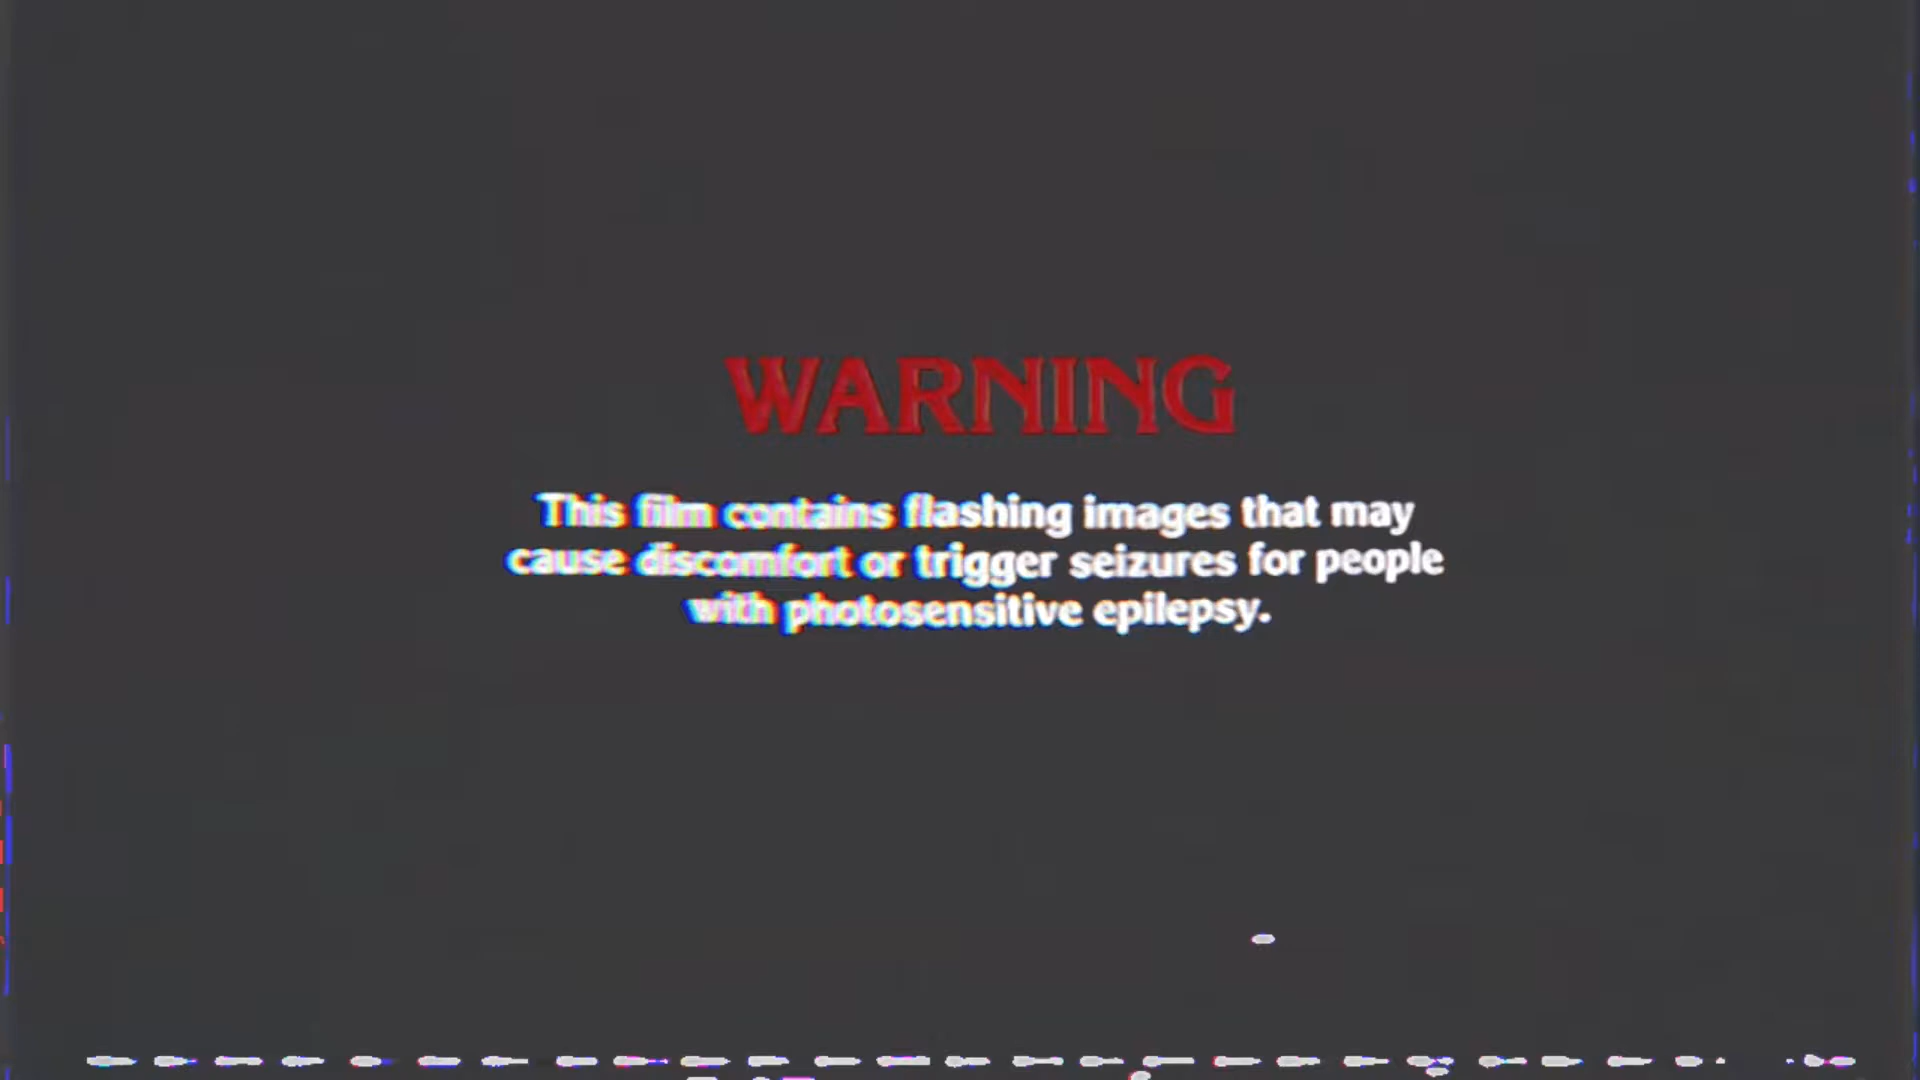 WARNING
This film contains flashing images that may
cause discomfort or trigger seizures for people
with photosensitive epilepsy.